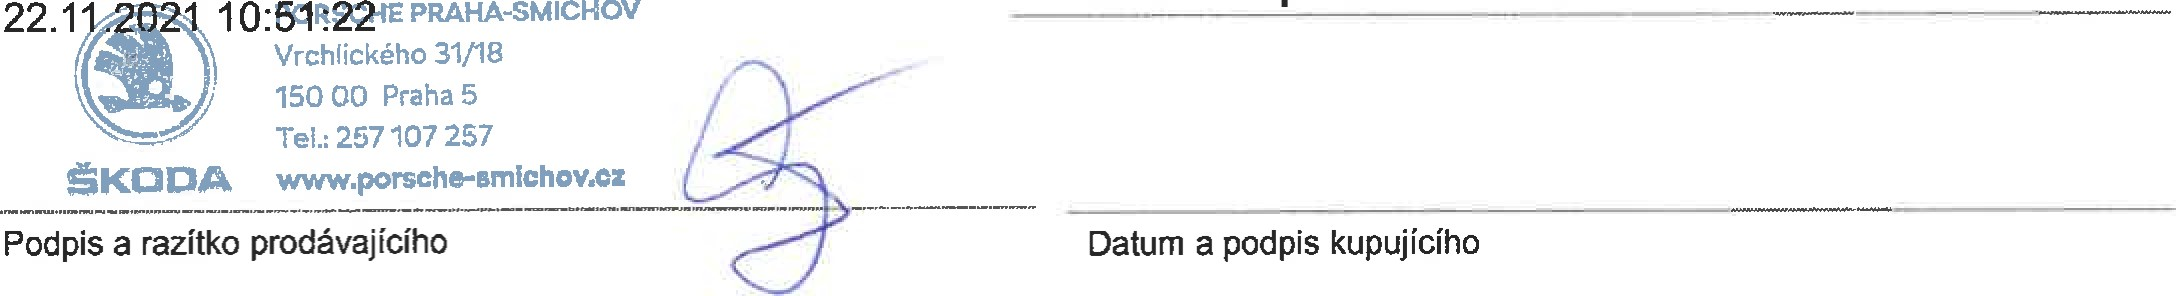 22.11.2021 10:51:22
PORSCHE PRAHA-SMÍCHOV
Vrchlického 31/18
150 00 Praha 5
Tel.: 257 107 257
ŠKODA www.porsche-smichov.cz
Podpis a razítko prodávajícího
Datum a podpis kupujícího